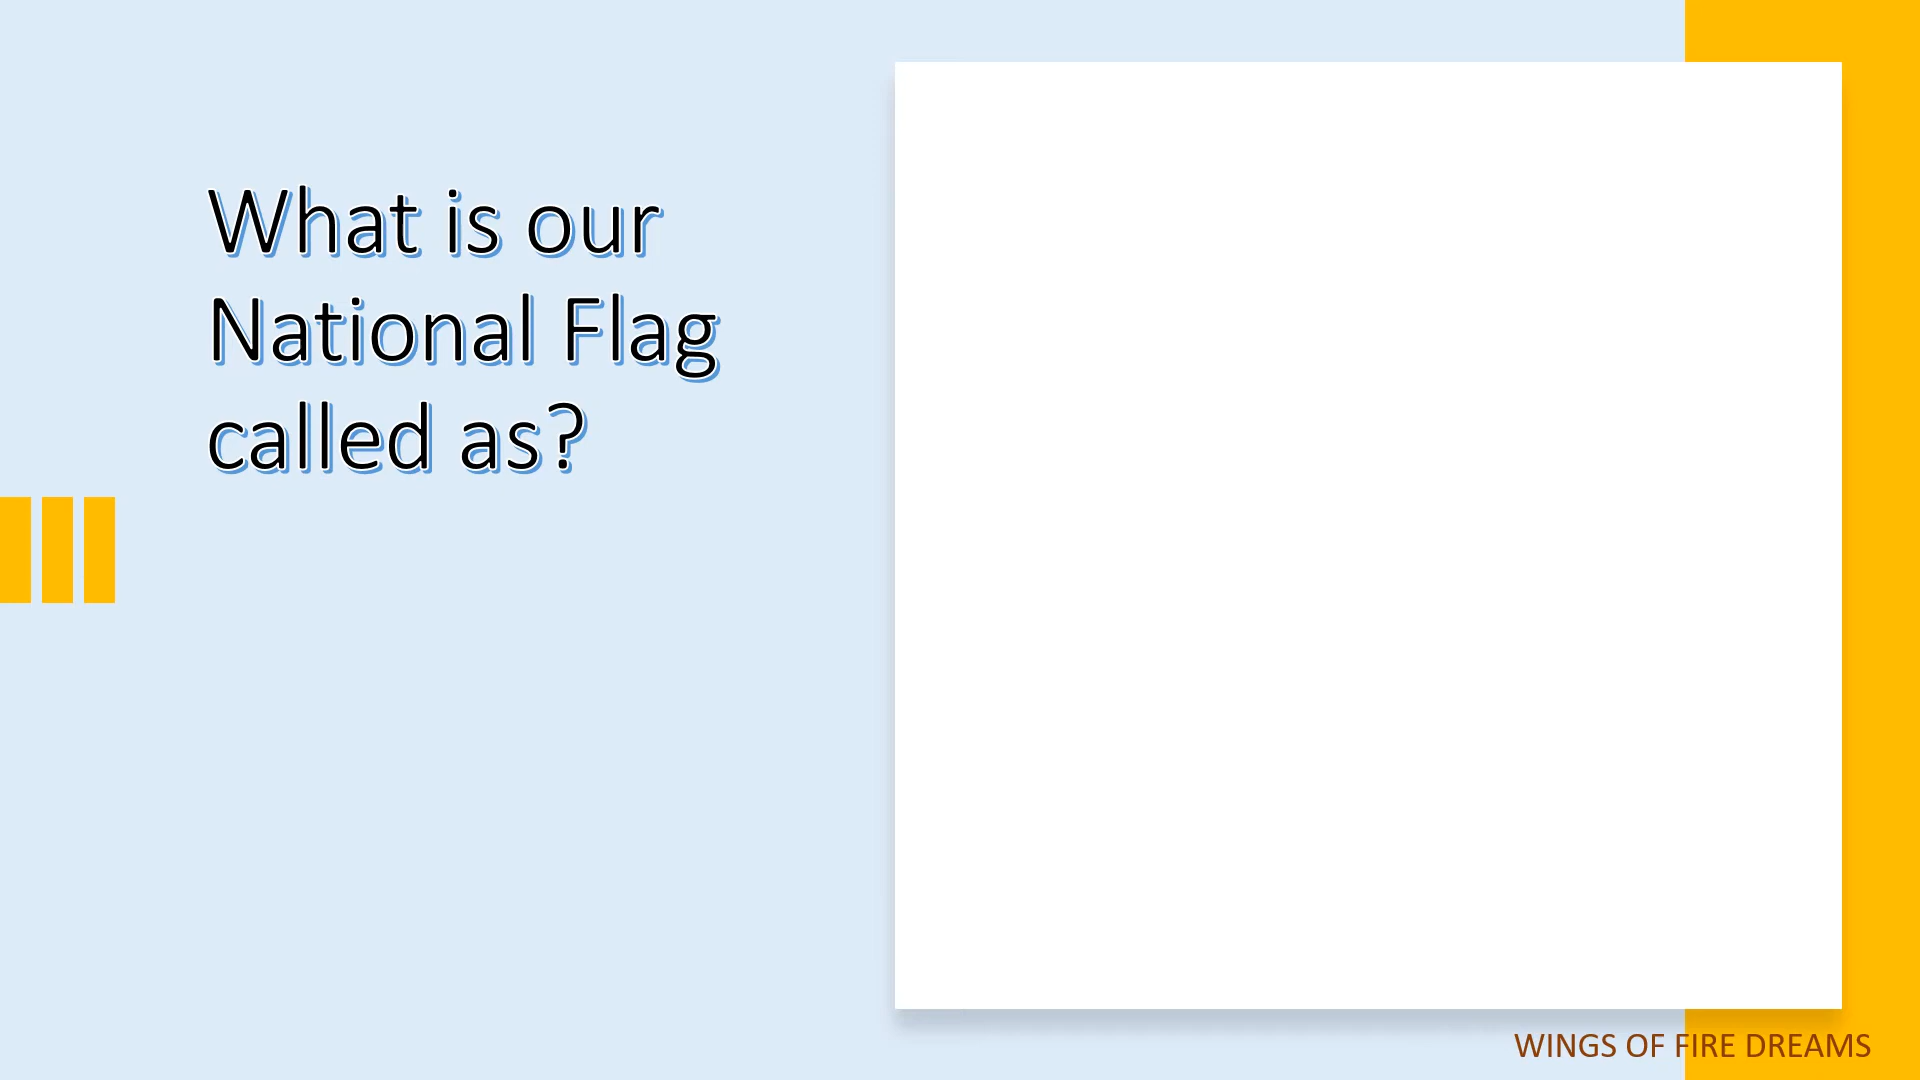 What is our
National Flag
called as?
WINGS OF FIRE DREAMS